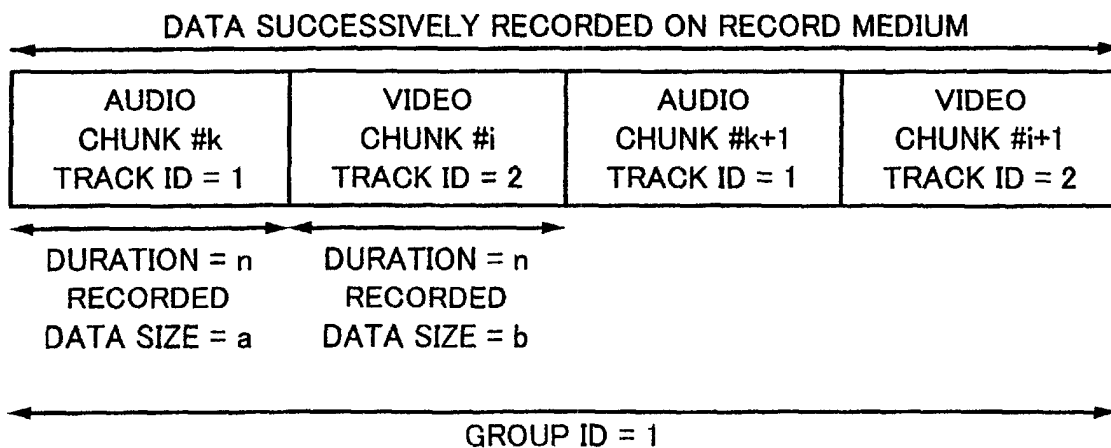 DATA SUCCESSIVELY RECORDED ON RECORD MEDIUM
AUDIO
CHUNK #k
TRACK ID = 1
VIDEO
CHUNK #i
TRACK ID = 2
AUDIO
CHUNK #k+1
TRACK ID = 1
VIDEO
CHUNK #i+1
TRACK ID = 2
DURATION = n
RECORDED
DATA SIZE = a
DURATION = n
RECORDED
DATA SIZE = b
GROUP ID = 1